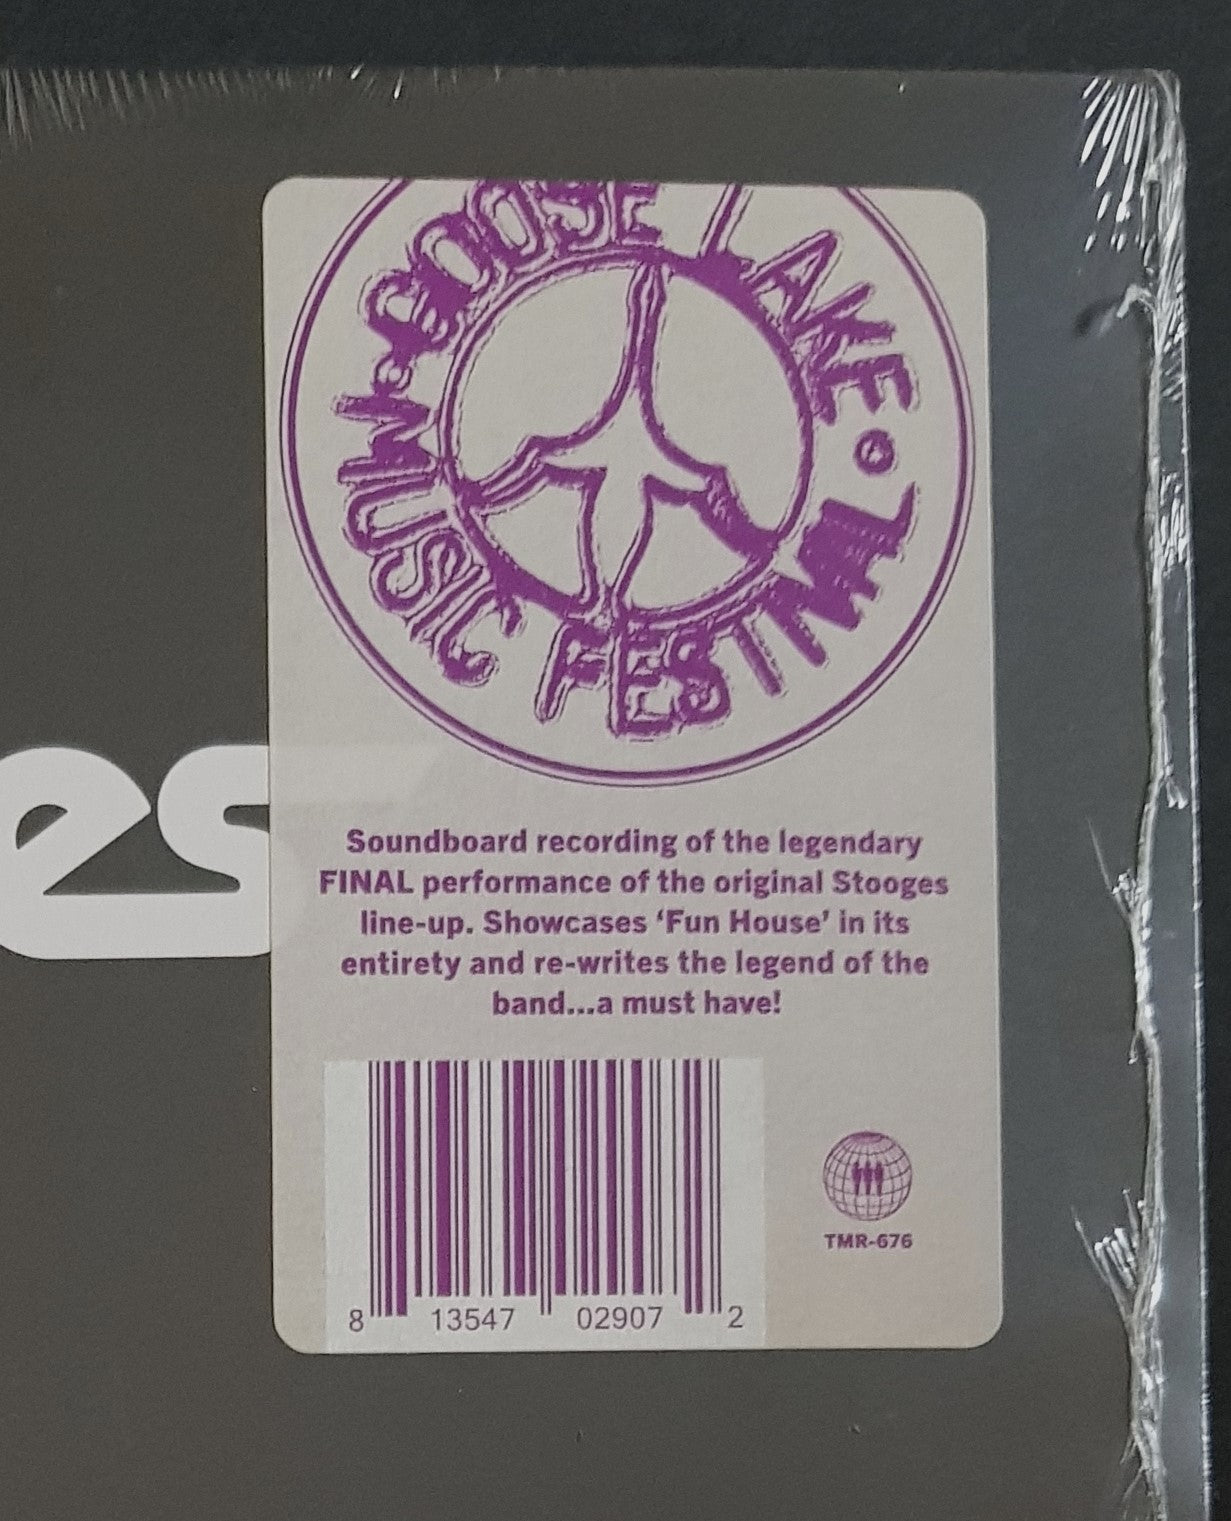 GOOSE LAKE
MUSIC FESTIVAL
es
Soundboard recording of the legendary
FINAL performance of the original Stooges
line-up. Showcases ‘Fun House’ in its
entirety and re-writes the legend of the
band...a must have!
TMR-676
8 13547 02907 2